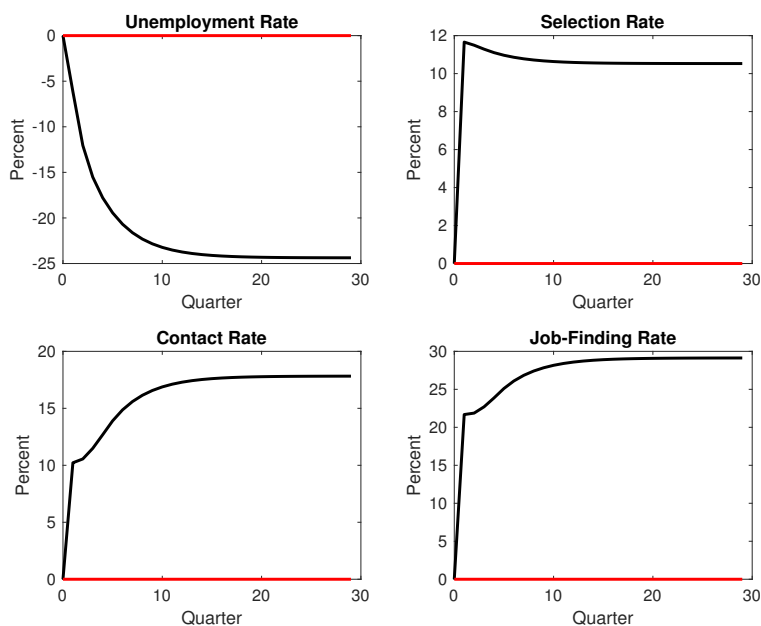 Unemployment Rate
0
-5
-10
-15
-20
-25
Percent
0 10 20 30
Quarter
Selection Rate
12
10
8
6
4
2
0
Percent
0 10 20 30
Quarter
Contact Rate
20
15
10
5
0
Percent
0 10 20 30
Quarter
Job-Finding Rate
30
25
20
15
10
5
0
Percent
0 10 20 30
Quarter